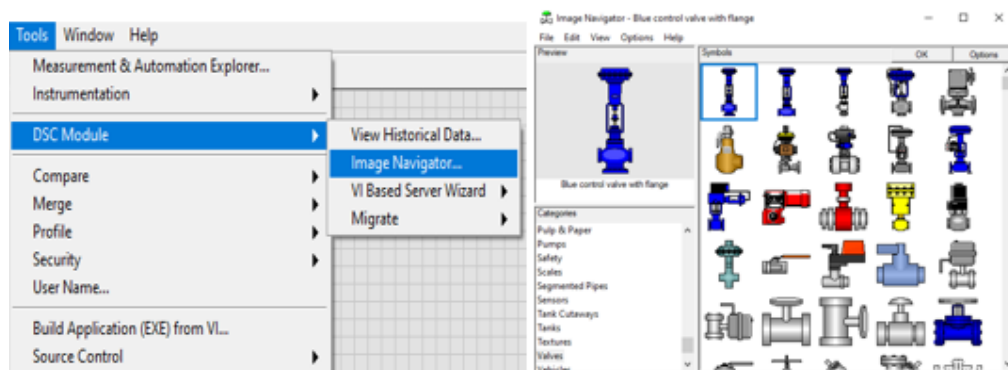 Tools Window Help
Measurement & Automation Explorer...
Instrumentation
DSC Module
Compare
Merge
Profile
Security
User Name...
Build Application (EXE) from VI...
Source Control
View Historical Data...
Image Navigator...
VI Based Server Wizard
Migrate
Image Navigator - Blue control valve with flange
File Edit View Options Help
Preview
Blue control valve with flange
Categories
Pulp & Paper
Pumps
Safety
Scales
Segmented Pipes
Sensors
Tank Cutaways
Tanks
Textures
Valves
Vehicles
Symbols OK Options